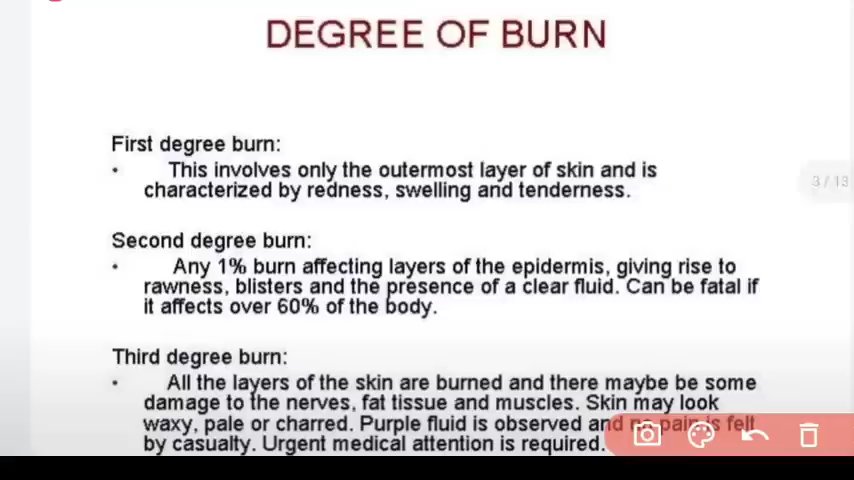 DEGREE OF BURN
First degree burn:
• This involves only the outermost layer of skin and is
characterized by redness, swelling and tenderness.
3 / 13
Second degree burn:
• Any 1% burn affecting layers of the epidermis, giving rise to
rawness, blisters and the presence of a clear fluid. Can be fatal if
it affects over 60% of the body.
Third degree burn:
• All the layers of the skin are burned and there maybe be some
damage to the nerves, fat tissue and muscles. Skin may look
waxy, pale or charred. Purple fluid is observed and no pain is felt
by casualty. Urgent medical attention is required.